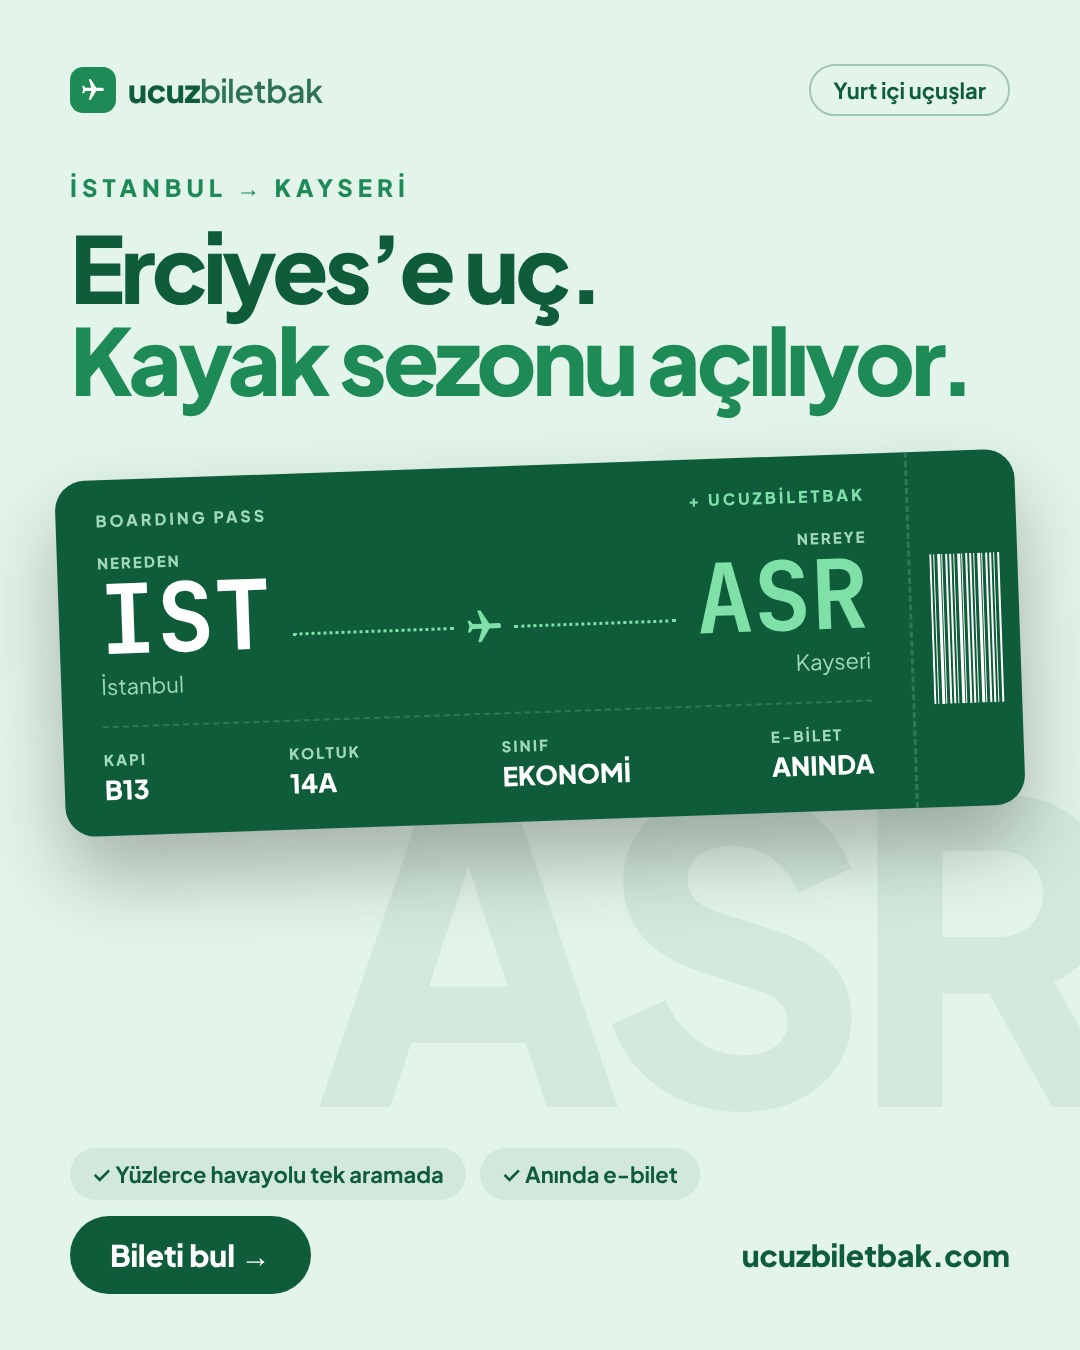 ucuzbiletbak
Yurt içi uçuşlar
İSTANBUL → KAYSERİ
Erciyes’e uç.
Kayak sezonu açılıyor.
BOARDING PASS
+ UCUZBİLETBAK
NEREDEN
NEREYE
IST
ASR
İstanbul
Kayseri
KAPI
KOLTUK
SINIF
E-BİLET
B13
14A
EKONOMİ
ANINDA
ASR
✓ Yüzlerce havayolu tek aramada
✓ Anında e-bilet
Bileti bul →
ucuzbiletbak.com